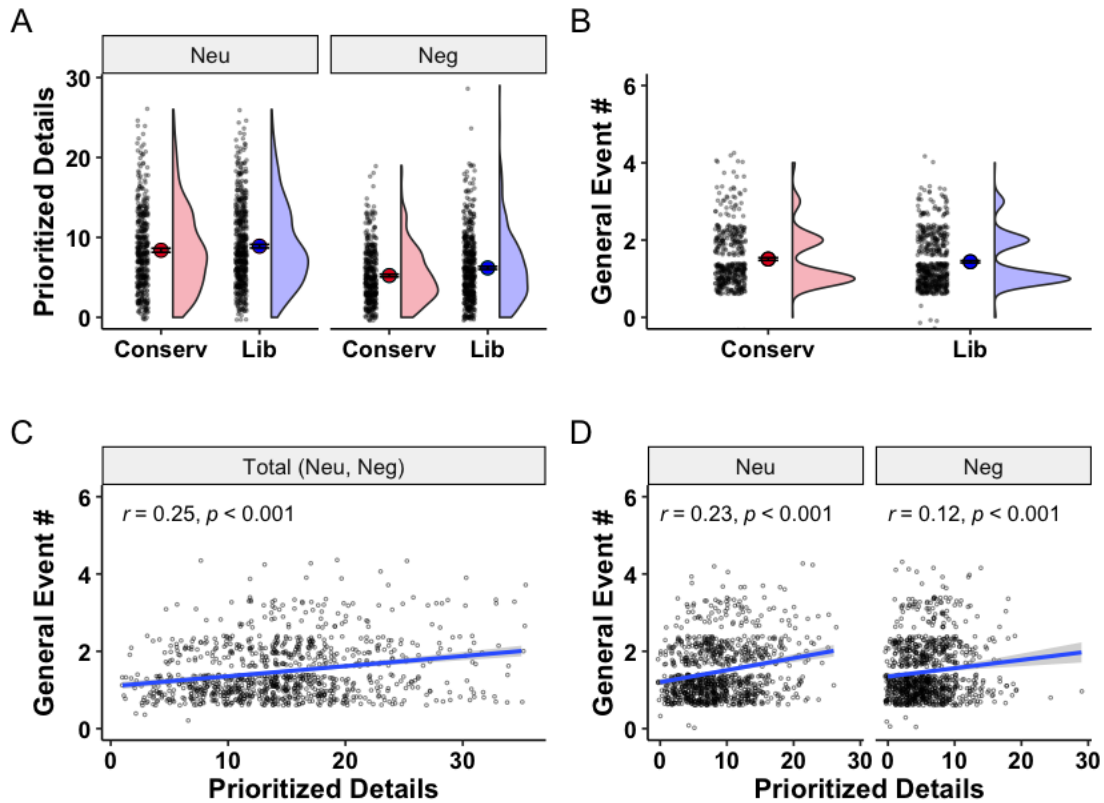 A
Neu Neg
Prioritized Details
30
20
10
0
Conserv Lib Conserv Lib
B
General Event #
6
4
2
0
Conserv Lib
C
Total (Neu, Neg)
r = 0.25, p < 0.001
General Event #
6
4
2
0
0 10 20 30
Prioritized Details
D
Neu Neg
r = 0.23, p < 0.001 r = 0.12, p < 0.001
General Event #
6
4
2
0
0 10 20 30 0 10 20 30
Prioritized Details